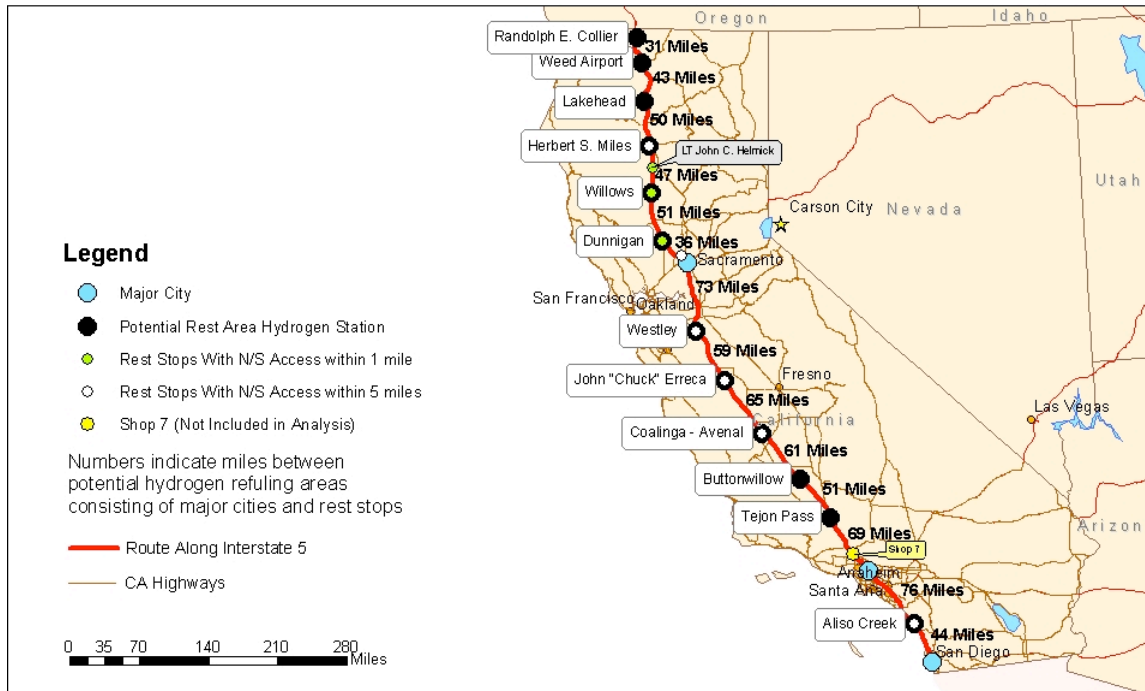 Oregon
Idaho
Randolph E. Collier
31 Miles
Weed Airport
43 Miles
Lakehead
50 Miles
Herbert S. Miles
LT John C. Helmick
47 Miles
Utah
Willows
51 Miles
Carson City
Nevada
Dunnigan
36 Miles
Sacramento
73 Miles
San Francisco
Oakland
Westley
59 Miles
John "Chuck" Erreca
Fresno
65 Miles
California
Las Vegas
Coalinga - Avenal
61 Miles
Buttonwillow
51 Miles
Tejon Pass
69 Miles
Arizona
Shop 7
Anaheim
Santa Ana
76 Miles
Aliso Creek
44 Miles
San Diego
Legend
Major City
Potential Rest Area Hydrogen Station
Rest Stops With N/S Access within 1 mile
Rest Stops With N/S Access within 5 miles
Shop 7 (Not Included in Analysis)
Numbers indicate miles between
potential hydrogen refuling areas
consisting of major cities and rest stops
Route Along Interstate 5
CA Highways
0 35 70 140 210 280
Miles